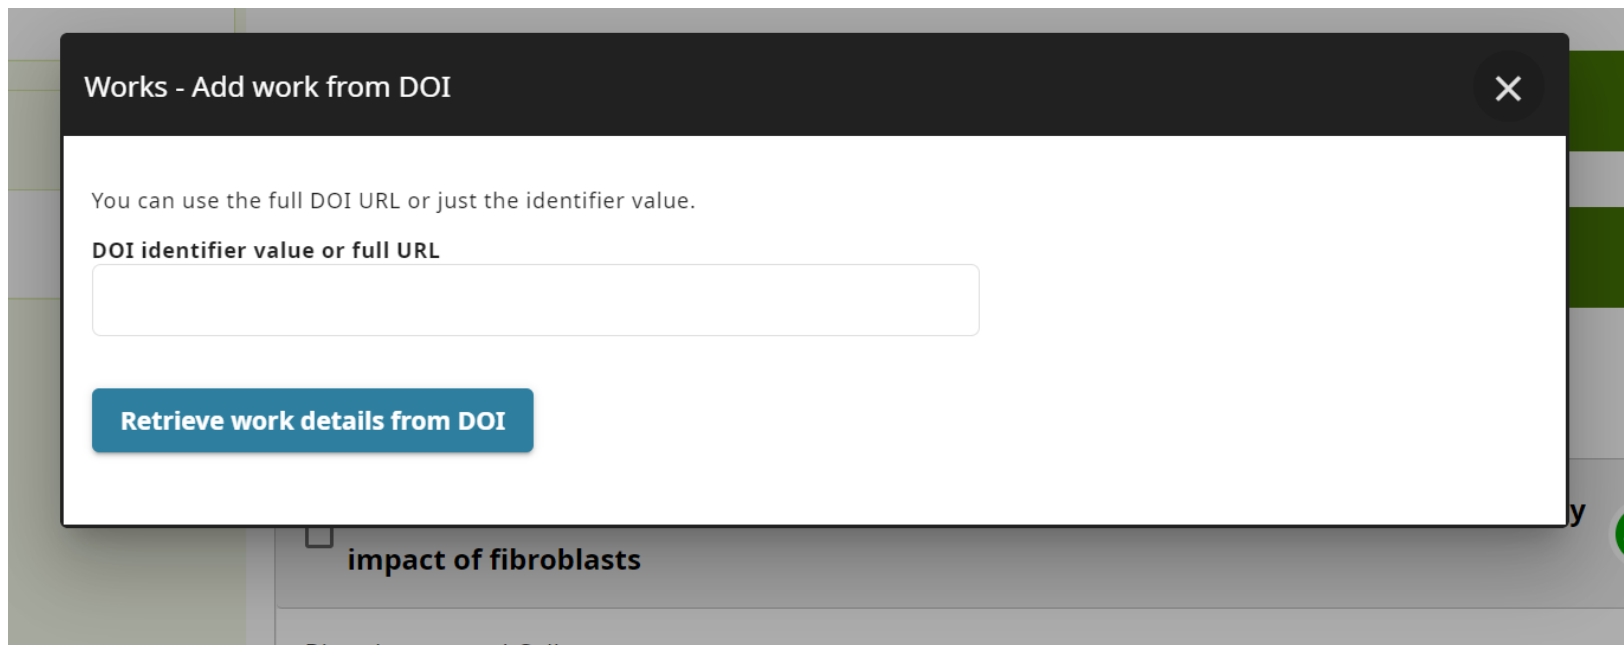 Works - Add work from DOI
You can use the full DOI URL or just the identifier value.
DOI identifier value or full URL
Retrieve work details from DOI
y
impact of fibroblasts